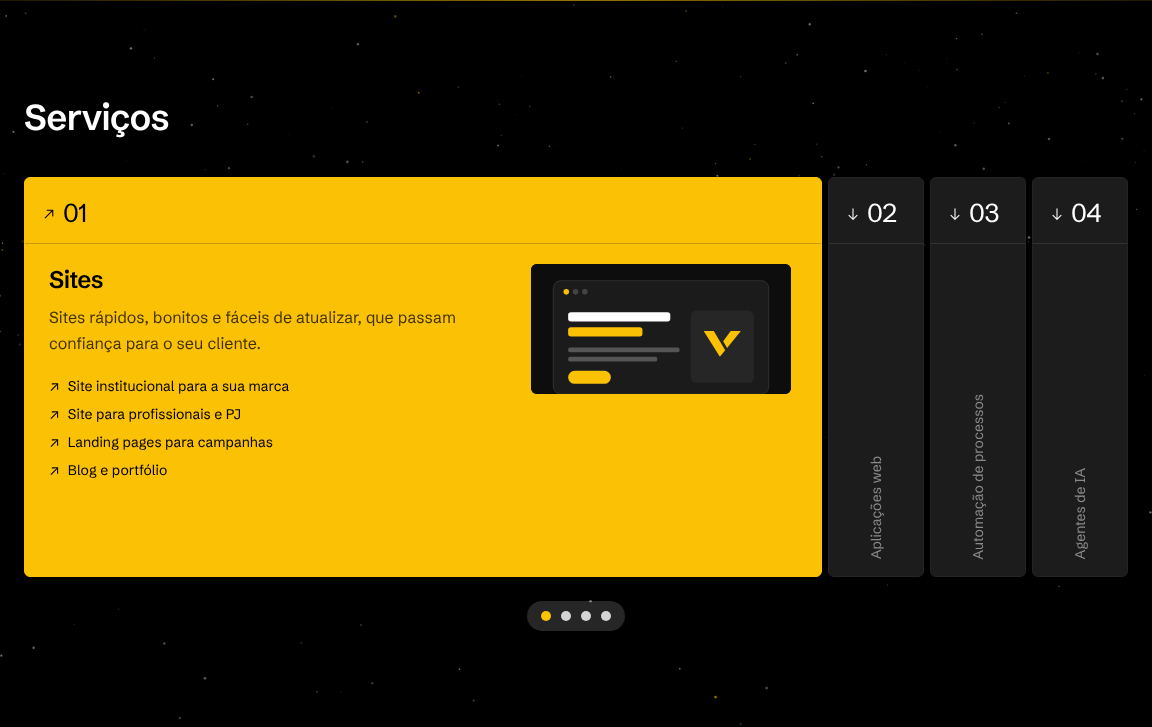 Serviços
01
Sites
Sites rápidos, bonitos e fáceis de atualizar, que passam
confiança para o seu cliente.
Site institucional para a sua marca
Site para profissionais e PJ
Landing pages para campanhas
Blog e portfólio
02
Aplicações web
03
Automação de processos
04
Agentes de IA